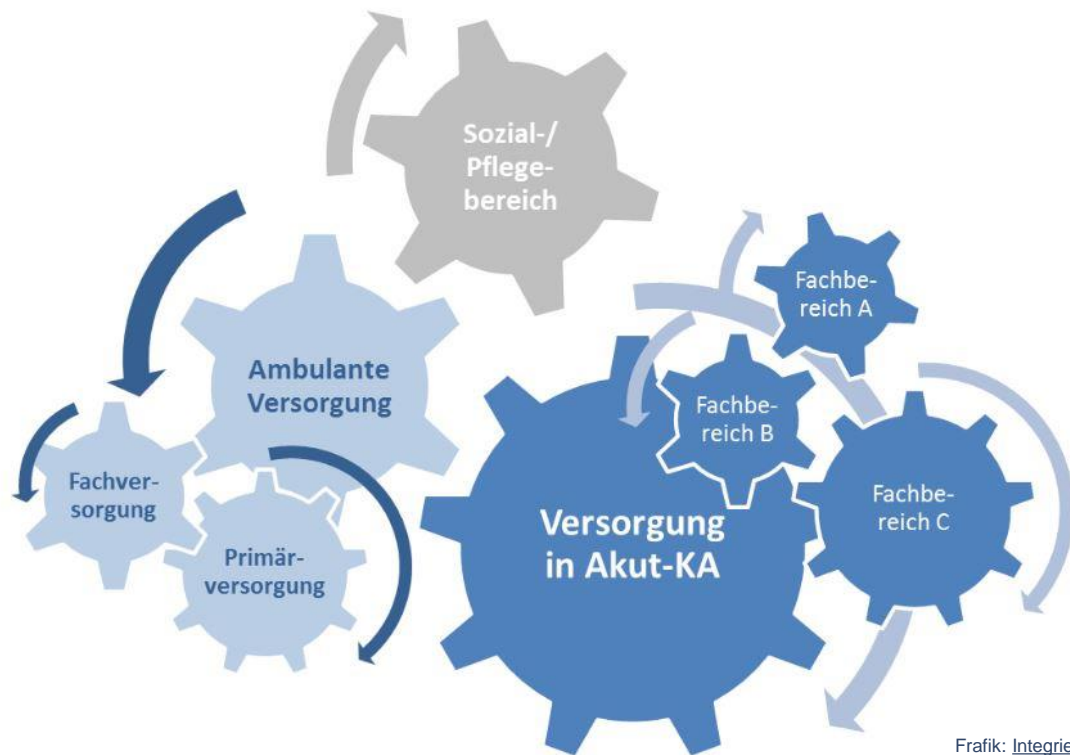 Sozial-/
Pflege-
bereich
Fachbe-
reich A
Ambulante
Versorgung
Fachbe-
reich B
Fachver-
sorgung
Primär-
versorgung
Versorgung
in Akut-KA
Fachbe-
reich C
Frafik: Integrie